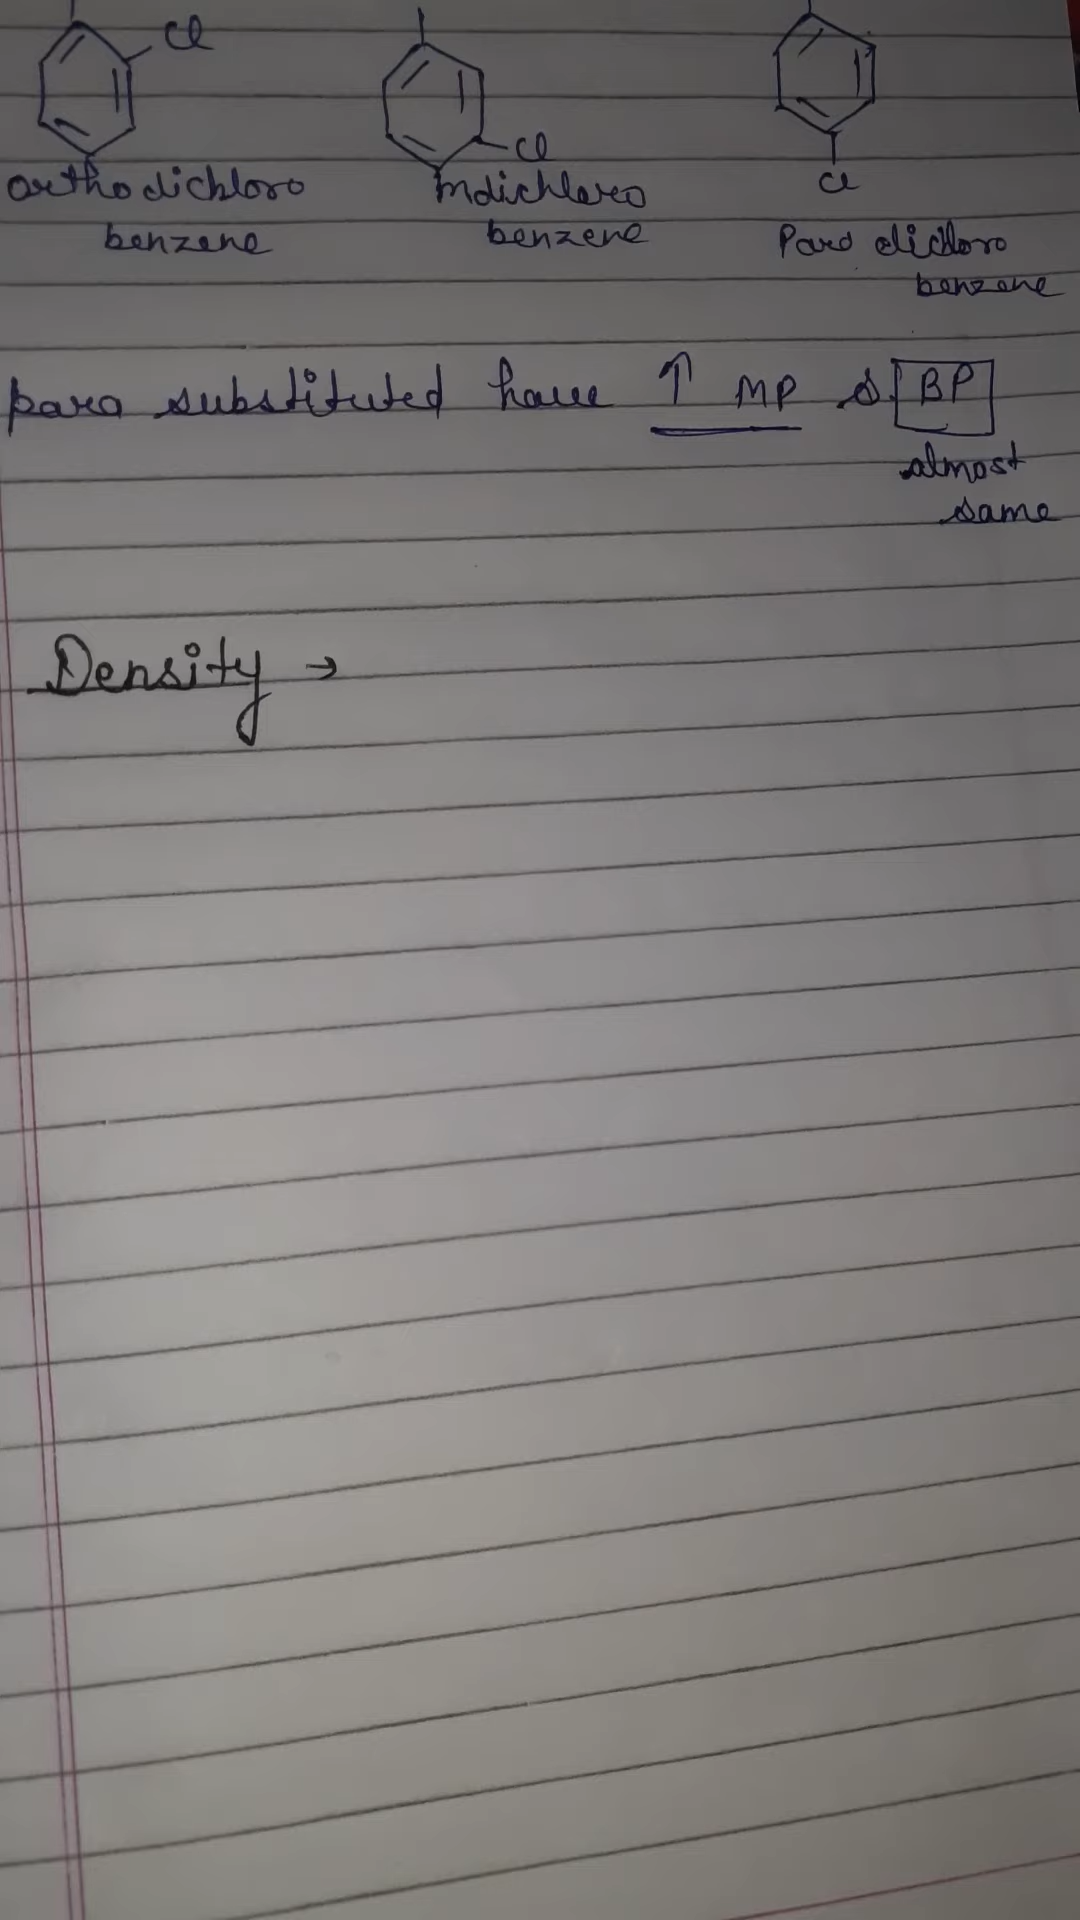 Cl
Cl
Cl
ortho dichloro
benzene
mdichloro
benzene
Para dichloro
benzene
para substituted have ↑ MP & BP
almost
same
Density →